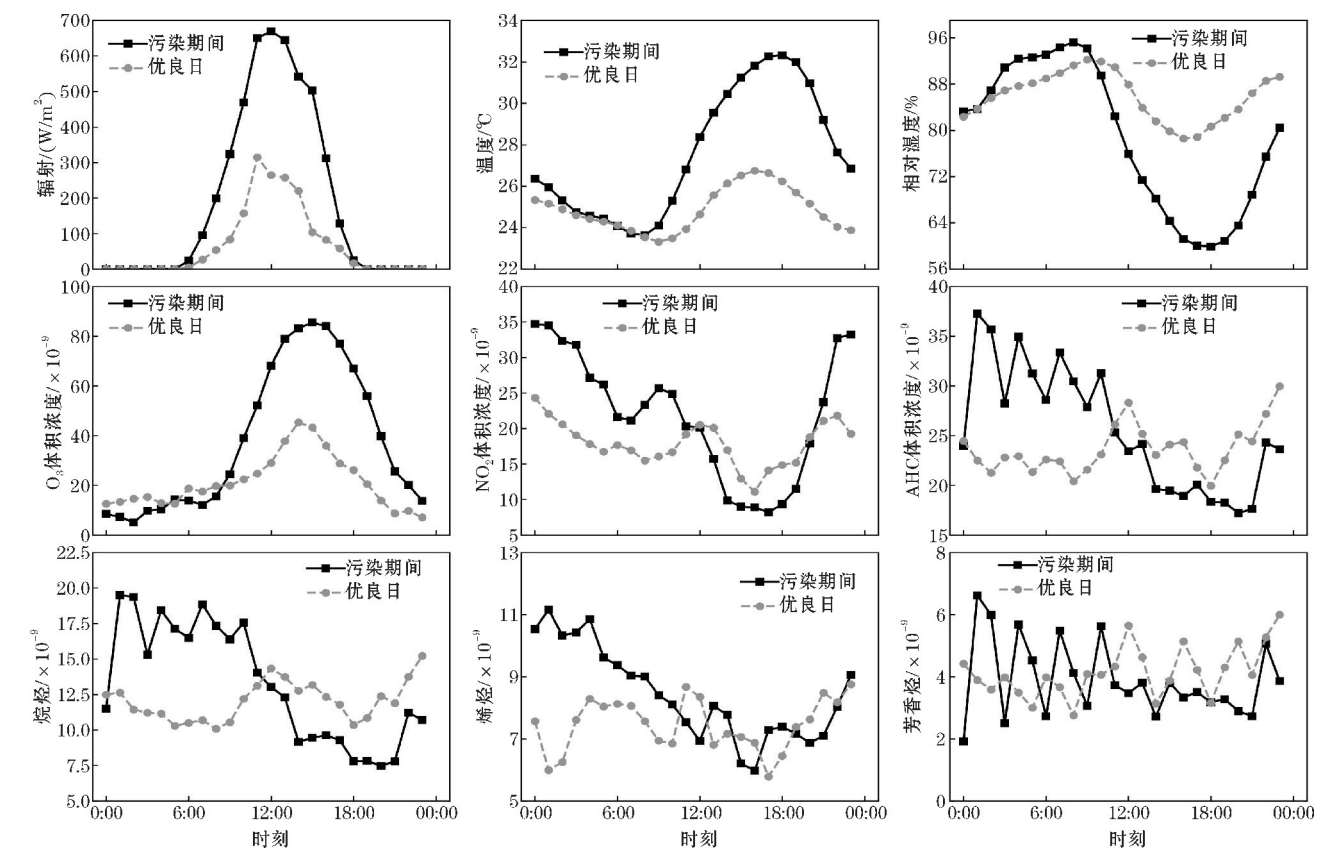 700
600
500
400
300
200
100
0
辐射/(W/m²)
污染期间
优良日
34
32
30
28
26
24
22
温度/℃
污染期间
优良日
96
88
80
72
64
56
相对湿度/%
污染期间
优良日
100
80
60
40
20
0
O₃体积浓度/×10⁻⁹
污染期间
优良日
40
35
30
25
20
15
10
5
NO₂体积浓度/×10⁻⁹
污染期间
优良日
40
35
30
25
20
15
AHC体积浓度/×10⁻⁹
污染期间
优良日
22.5
20.0
17.5
15.0
12.5
10.0
7.5
5.0
烷烃/×10⁻⁹
污染期间
优良日
0:00 6:00 12:00 18:00 00:00
时刻
13
11
9
7
5
烯烃/×10⁻⁹
污染期间
优良日
0:00 6:00 12:00 18:00 00:00
时刻
8
6
4
2
0
芳香烃/×10⁻⁹
污染期间
优良日
0:00 6:00 12:00 18:00 00:00
时刻